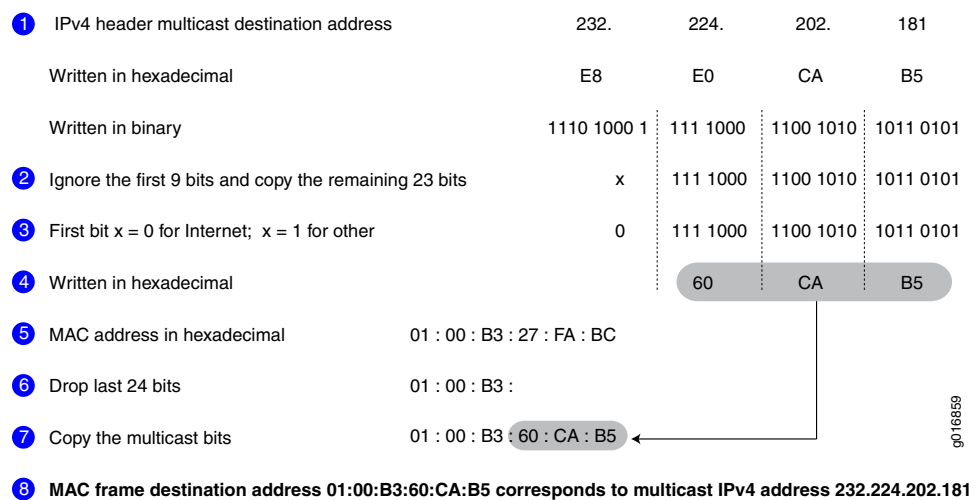 1 IPv4 header multicast destination address 232. 224. 202. 181
Written in hexadecimal E8 E0 CA B5
Written in binary 1110 1000 1 111 1000 1100 1010 1011 0101
2 Ignore the first 9 bits and copy the remaining 23 bits x 111 1000 1100 1010 1011 0101
3 First bit x = 0 for Internet; x = 1 for other 0 111 1000 1100 1010 1011 0101
4 Written in hexadecimal 60 CA B5
5 MAC address in hexadecimal 01 : 00 : B3 : 27 : FA : BC
6 Drop last 24 bits 01 : 00 : B3 :
7 Copy the multicast bits 01 : 00 : B3 : 60 : CA : B5
g016859
8 MAC frame destination address 01:00:B3:60:CA:B5 corresponds to multicast IPv4 address 232.224.202.181